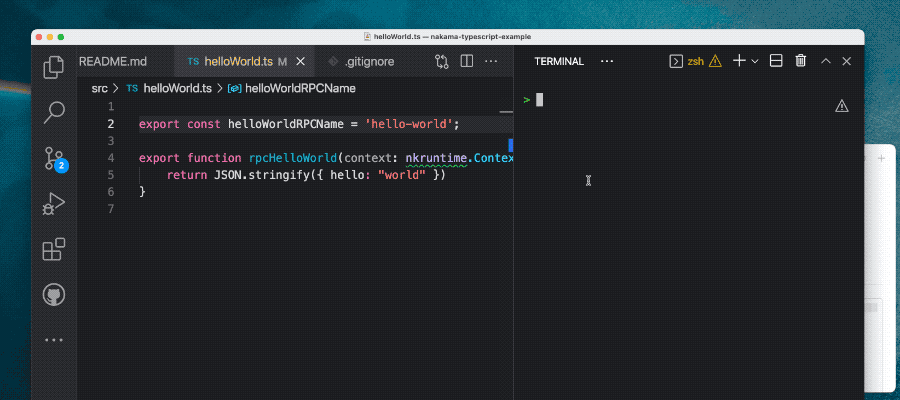 helloWorld.ts — nakama-typescript-example
README.md
TS helloWorld.ts M
.gitignore
TERMINAL
zsh
src > TS helloWorld.ts > helloWorldRPCName
1
2 export const helloWorldRPCName = 'hello-world';
3
4 export function rpcHelloWorld(context: nkruntime.Contex
5 return JSON.stringify({ hello: "world" })
6 }
7
>
2